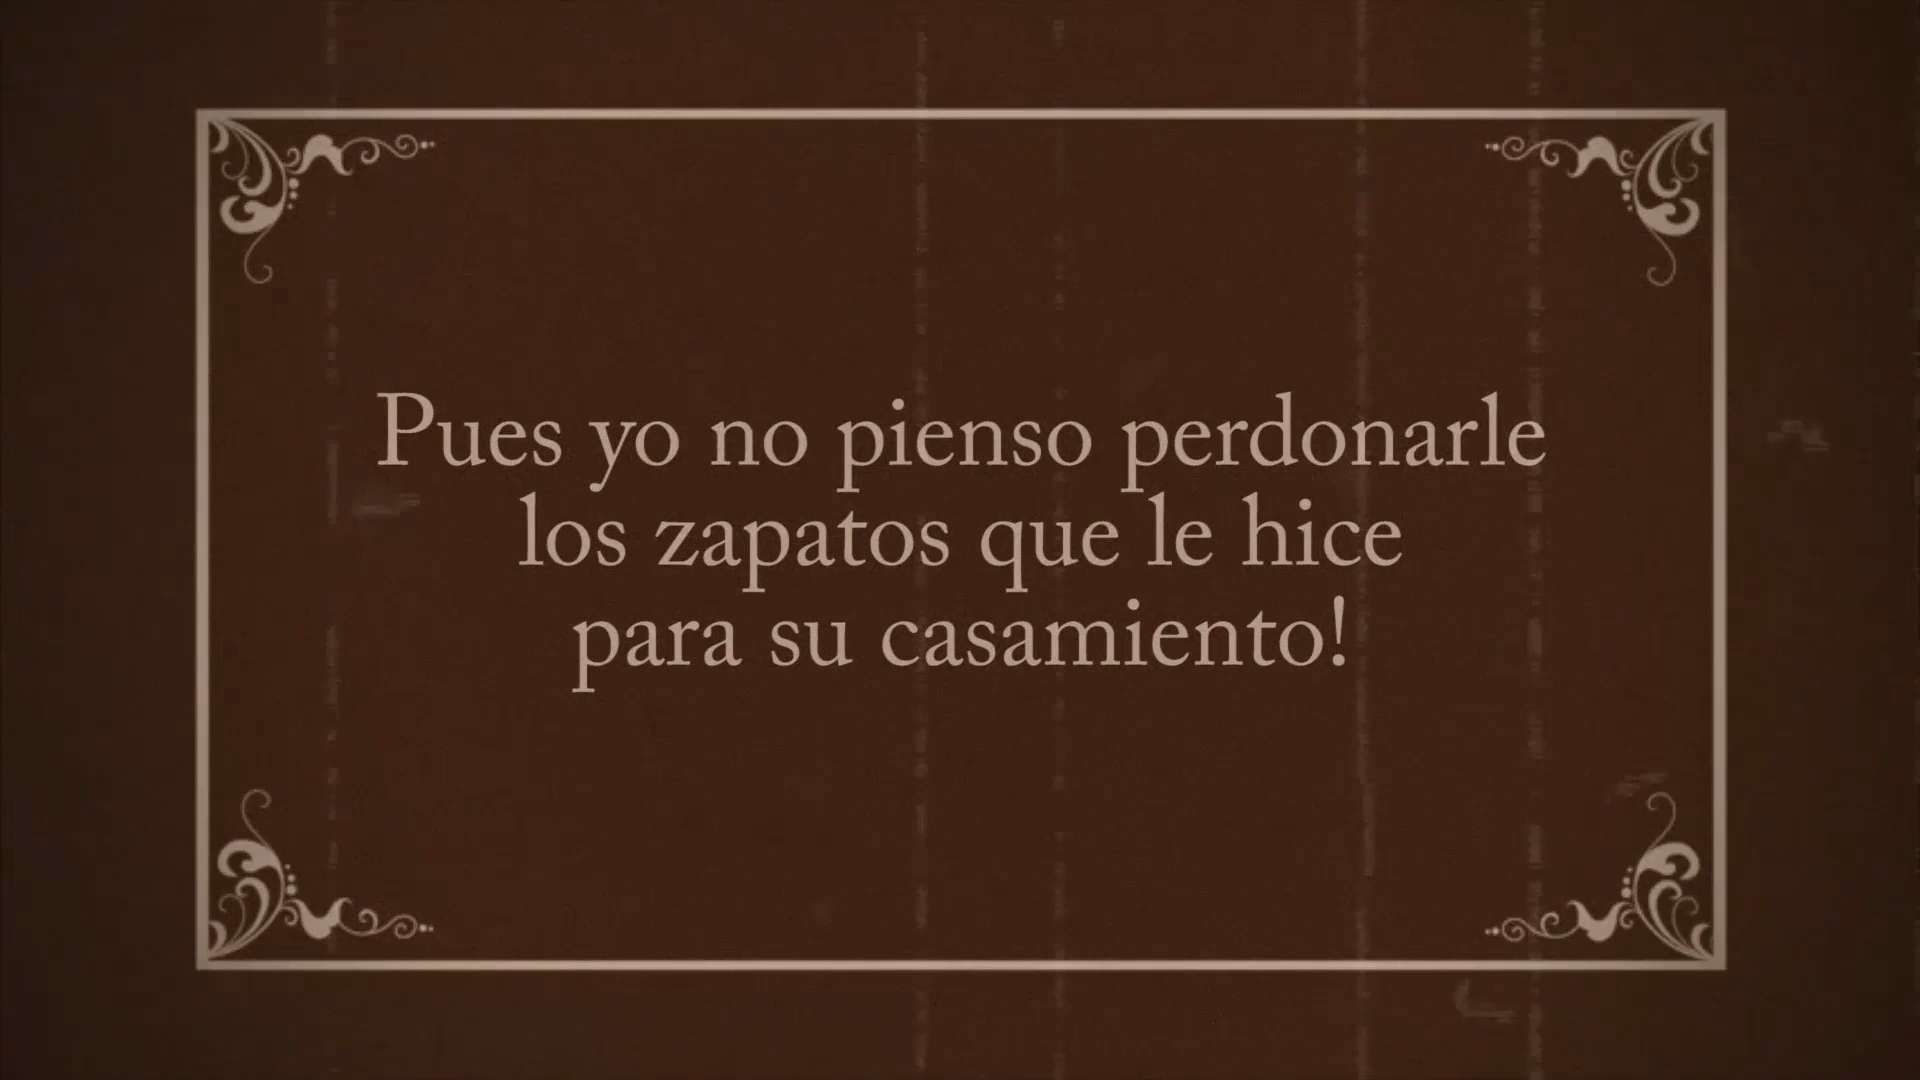 Pues yo no pienso perdonarle
los zapatos que le hice
para su casamiento!